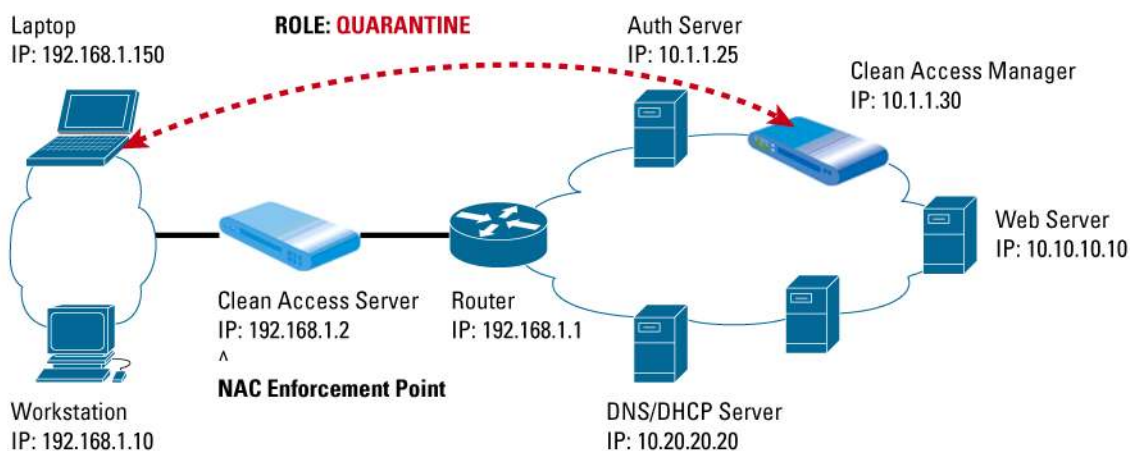 Laptop
IP: 192.168.1.150
ROLE: QUARANTINE
Auth Server
IP: 10.1.1.25
Clean Access Manager
IP: 10.1.1.30
Web Server
IP: 10.10.10.10
Clean Access Server
IP: 192.168.1.2
^
NAC Enforcement Point
Router
IP: 192.168.1.1
Workstation
IP: 192.168.1.10
DNS/DHCP Server
IP: 10.20.20.20